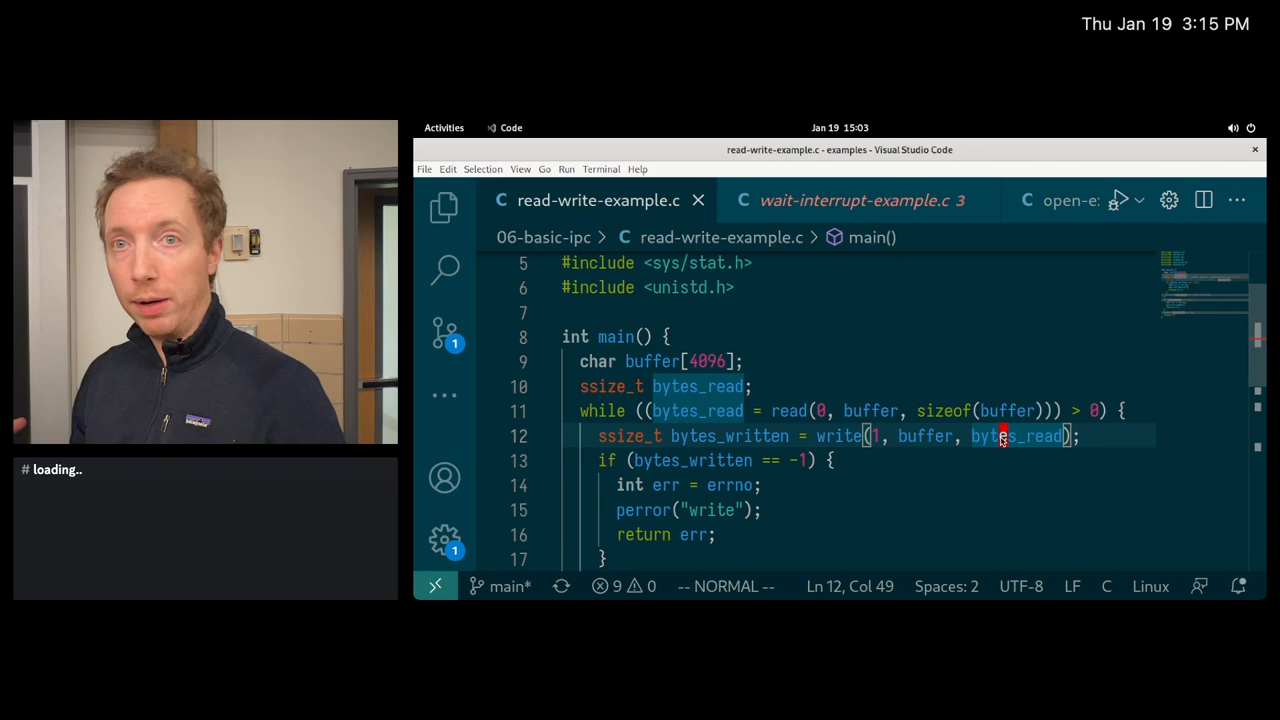 Thu Jan 19 3:15 PM
Activities Code Jan 19 15:03
read-write-example.c - examples - Visual Studio Code
File Edit Selection View Go Run Terminal Help
C read-write-example.c C wait-interrupt-example.c 3 C open-e:
06-basic-ipc > C read-write-example.c > main()
5 #include <sys/stat.h>
6 #include <unistd.h>
7
8 int main() {
9 char buffer[4096];
10 ssize_t bytes_read;
11 while ((bytes_read = read(0, buffer, sizeof(buffer))) > 0) {
12 ssize_t bytes_written = write(1, buffer, bytes_read);
13 if (bytes_written == -1) {
14 int err = errno;
15 perror("write");
16 return err;
17 }
1
1
main* 9 0 -- NORMAL -- Ln 12, Col 49 Spaces: 2 UTF-8 LF C Linux
patagonia
# loading..